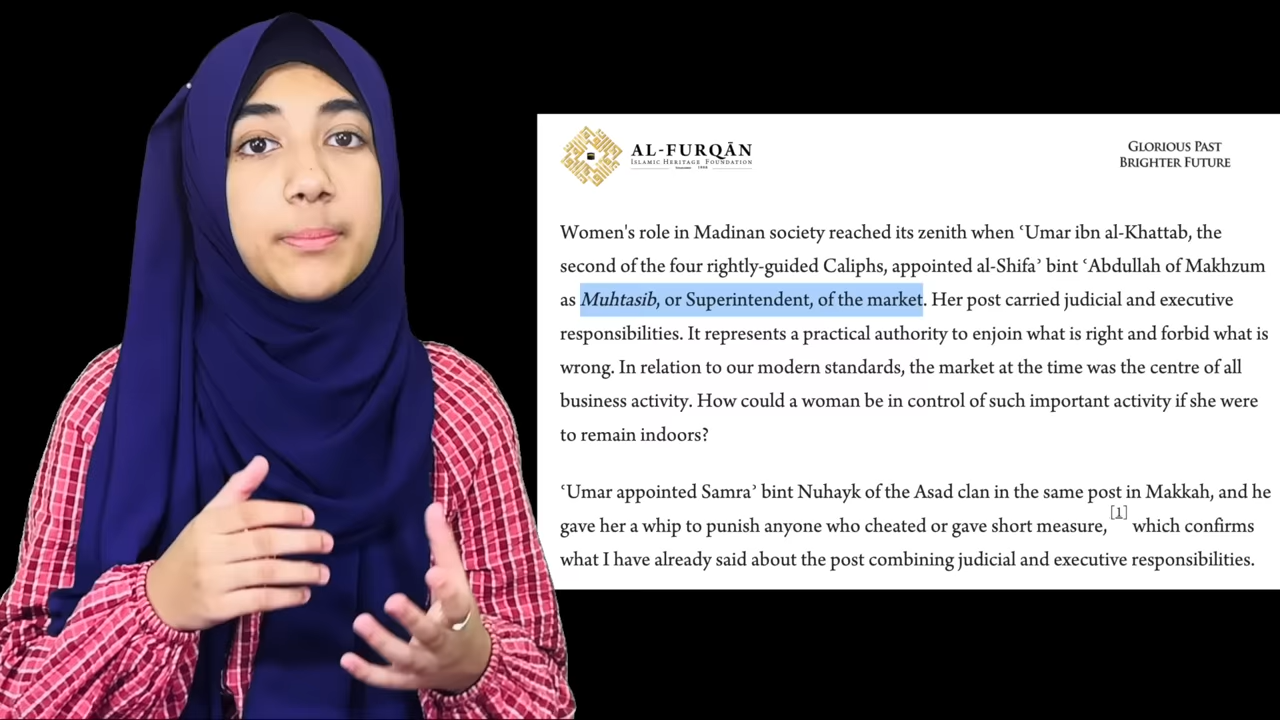 AL-FURQĀN
ISLAMIC HERITAGE FOUNDATION
GLORIOUS PAST
BRIGHTER FUTURE
Women's role in Madinan society reached its zenith when ʿUmar ibn al-Khattab, the
second of the four rightly-guided Caliphs, appointed al-Shifaʾ bint ʿAbdullah of Makhzum
as Muhtasib, or Superintendent, of the market. Her post carried judicial and executive
responsibilities. It represents a practical authority to enjoin what is right and forbid what is
wrong. In relation to our modern standards, the market at the time was the centre of all
business activity. How could a woman be in control of such important activity if she were
to remain indoors?
ʿUmar appointed Samraʾ bint Nuhayk of the Asad clan in the same post in Makkah, and he
gave her a whip to punish anyone who cheated or gave short measure,[1] which confirms
what I have already said about the post combining judicial and executive responsibilities.